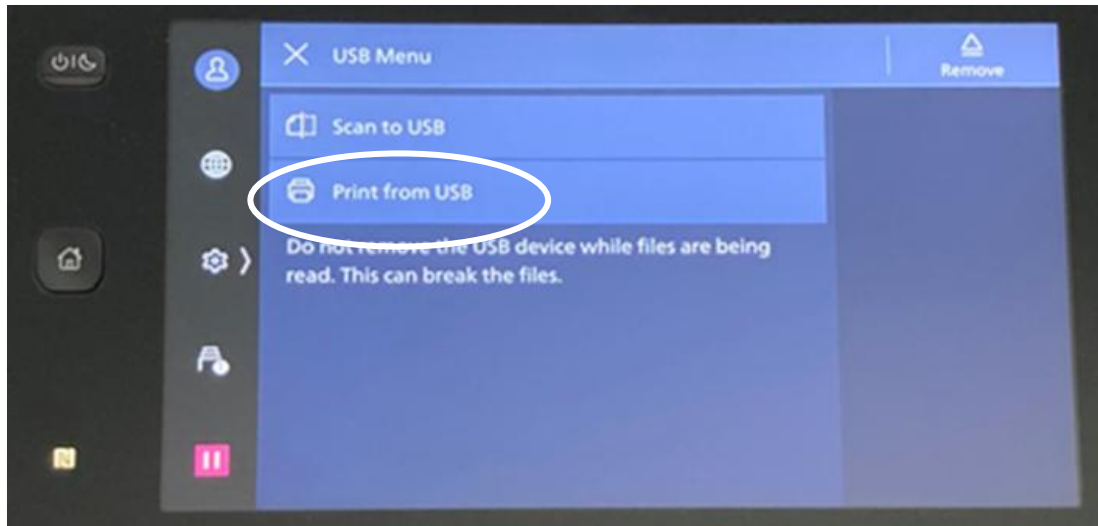 USB Menu
Remove
Scan to USB
Print from USB
Do not remove the USB device while files are being
read. This can break the files.